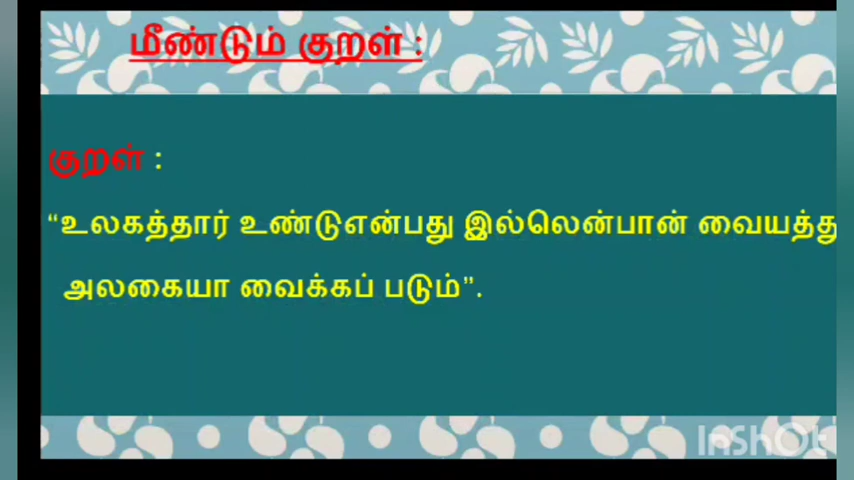 மீண்டும் குறள் :
குறள் :
“உலகத்தார் உண்டுஎன்பது இல்லென்பான் வையத்து
அலகையா வைக்கப் படும்”.
InShOt